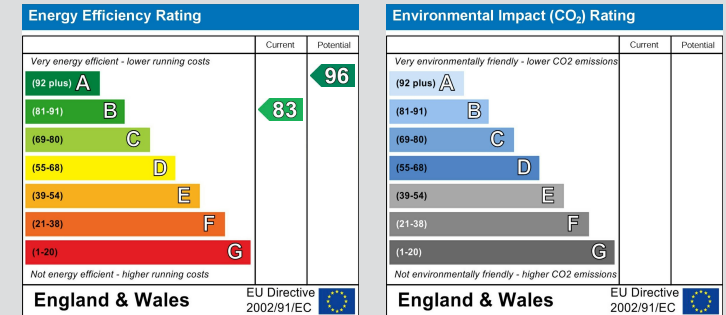 Energy Efficiency Rating
Current Potential
Very energy efficient - lower running costs
(92 plus) A
96
(81-91) B
83
(69-80) C
(55-68) D
(39-54) E
(21-38) F
(1-20) G
Not energy efficient - higher running costs
England & Wales
EU Directive
2002/91/EC
Environmental Impact (CO₂) Rating
Current Potential
Very environmentally friendly - lower CO2 emissions
(92 plus) A
(81-91) B
(69-80) C
(55-68) D
(39-54) E
(21-38) F
(1-20) G
Not environmentally friendly - higher CO2 emissions
England & Wales
EU Directive
2002/91/EC